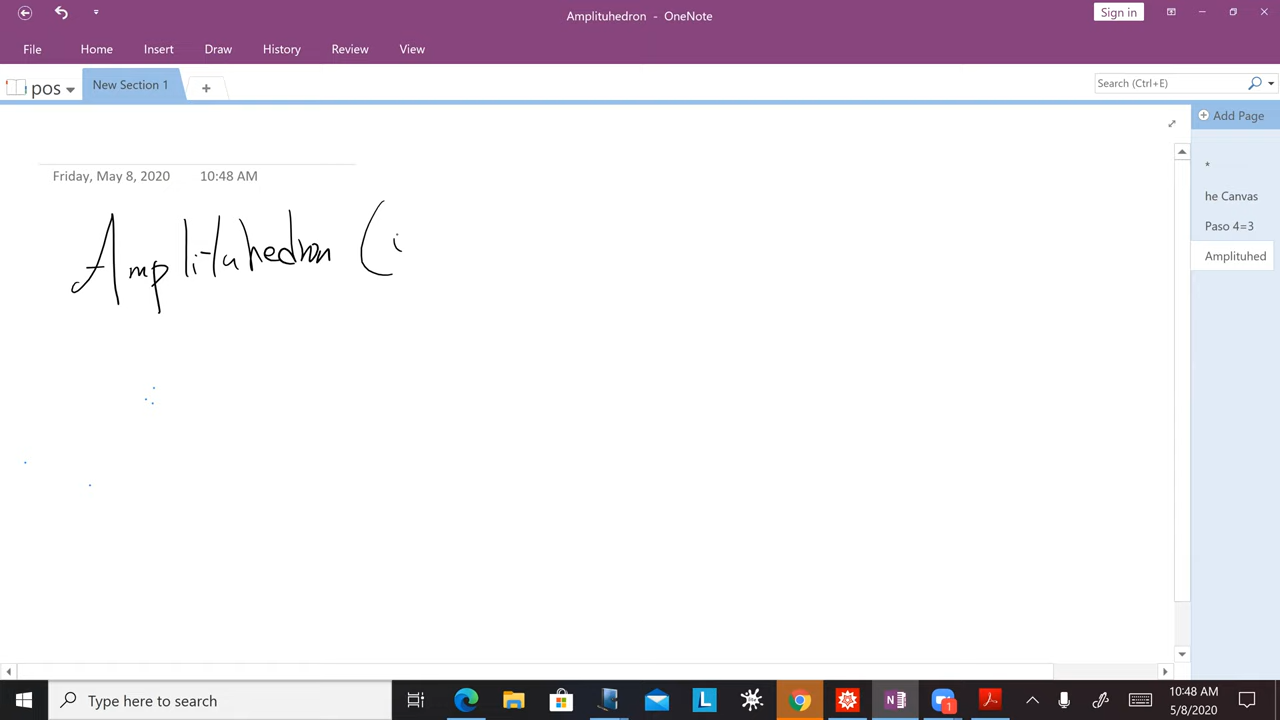 Amplituhedron - OneNote
Sign in
File Home Insert Draw History Review View
pos
New Section 1
+
Search (Ctrl+E)
Add Page
Friday, May 8, 2020 10:48 AM
*
he Canvas
Paso 4=3
Amplituhed
Amplituhedron (i
Type here to search
L
N
1
10:48 AM
5/8/2020